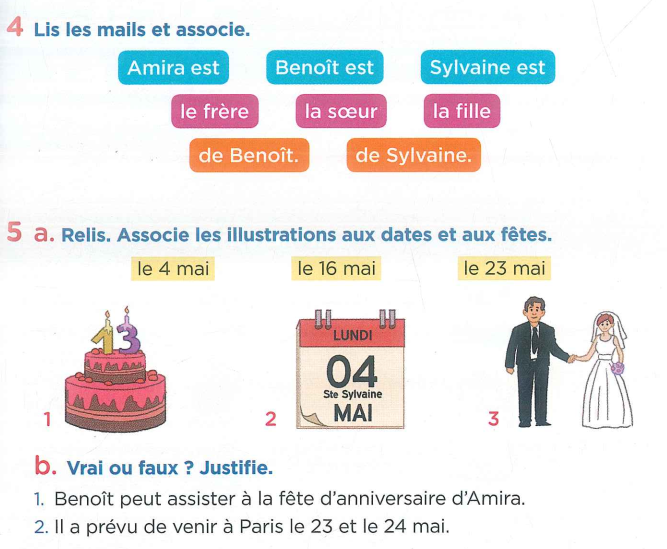 4 Lis les mails et associe.
Amira est Benoît est Sylvaine est
le frère la sœur la fille
de Benoît. de Sylvaine.
5 a. Relis. Associe les illustrations aux dates et aux fêtes.
le 4 mai le 16 mai le 23 mai
13
LUNDI
04
Ste Sylvaine
MAI
1 2 3
b. Vrai ou faux ? Justifie.
1. Benoît peut assister à la fête d'anniversaire d'Amira.
2. Il a prévu de venir à Paris le 23 et le 24 mai.